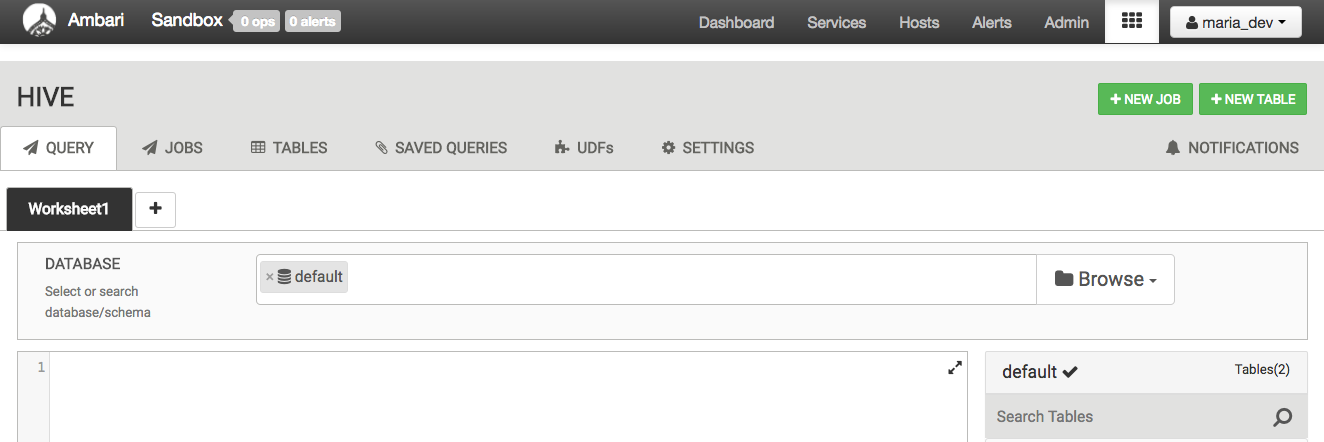 Ambari Sandbox 0 ops 0 alerts Dashboard Services Hosts Alerts Admin maria_dev
HIVE
NEW JOB NEW TABLE
QUERY JOBS TABLES SAVED QUERIES UDFs SETTINGS NOTIFICATIONS
Worksheet1 +
DATABASE
Select or search
database/schema
× default
Browse
1
default Tables(2)
Search Tables